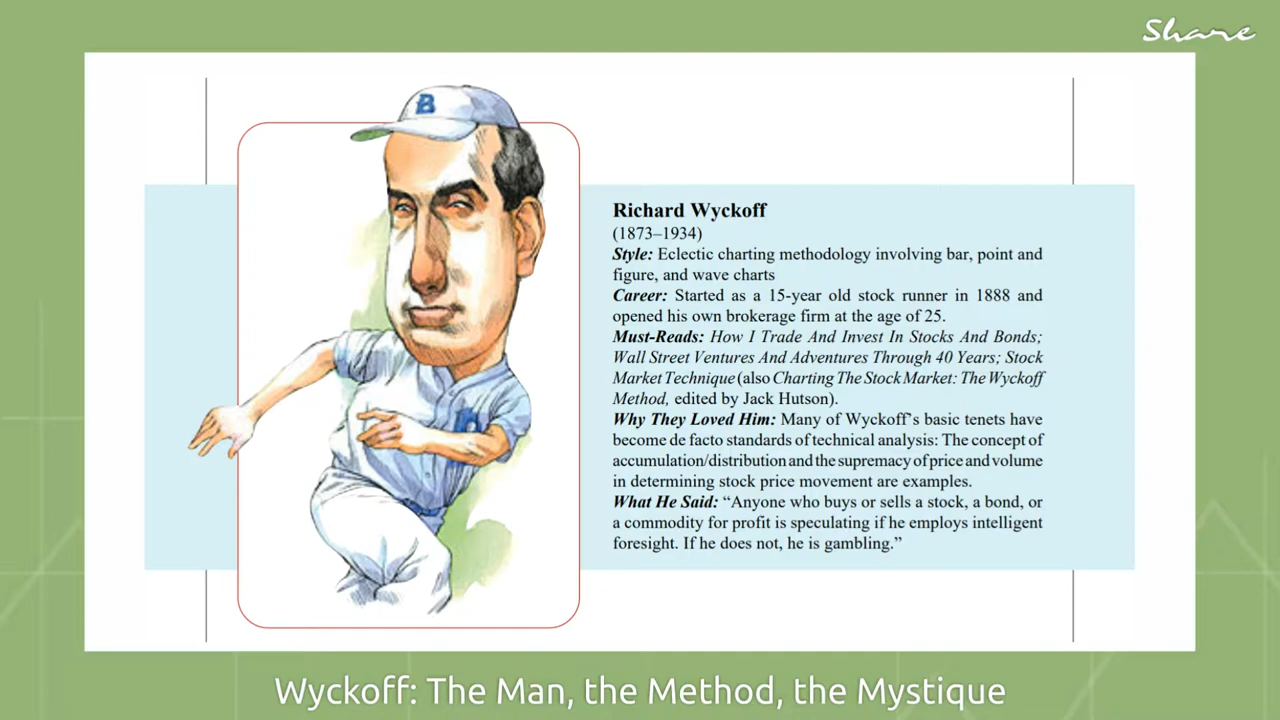 Share
B
B
Richard Wyckoff
(1873–1934)
Style: Eclectic charting methodology involving bar, point and
figure, and wave charts
Career: Started as a 15-year old stock runner in 1888 and
opened his own brokerage firm at the age of 25.
Must-Reads: How I Trade And Invest In Stocks And Bonds;
Wall Street Ventures And Adventures Through 40 Years; Stock
Market Technique (also Charting The Stock Market: The Wyckoff
Method, edited by Jack Hutson).
Why They Loved Him: Many of Wyckoff’s basic tenets have
become de facto standards of technical analysis: The concept of
accumulation/distribution and the supremacy of price and volume
in determining stock price movement are examples.
What He Said: “Anyone who buys or sells a stock, a bond, or
a commodity for profit is speculating if he employs intelligent
foresight. If he does not, he is gambling.”
Wyckoff: The Man, the Method, the Mystique